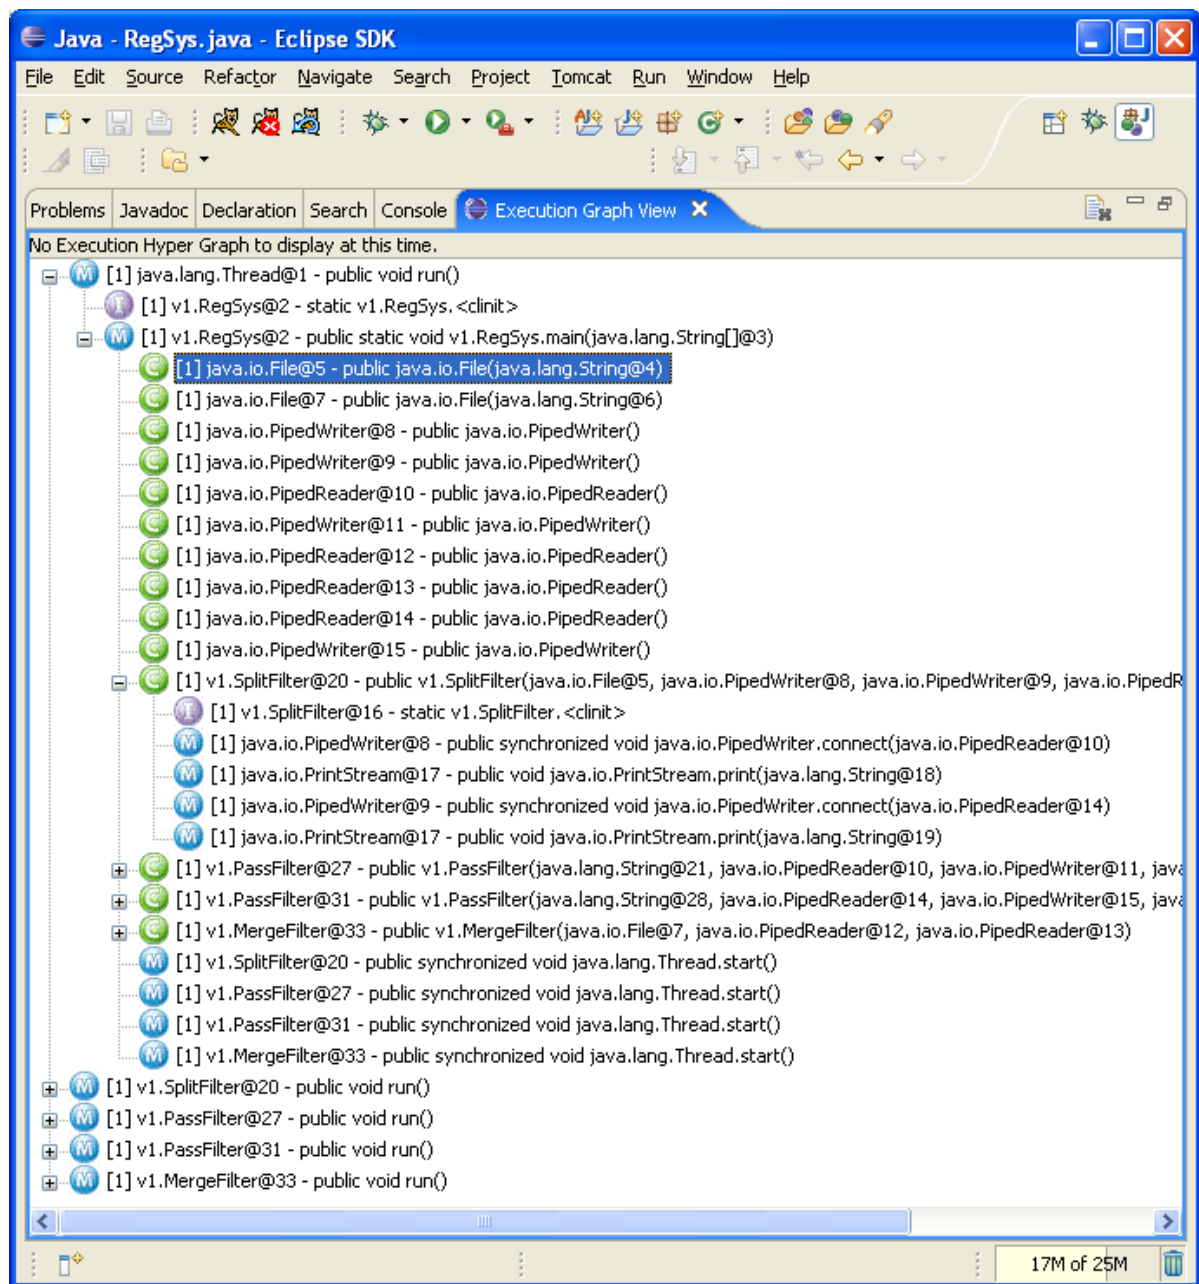 Java - RegSys.java - Eclipse SDK
File Edit Source Refactor Navigate Search Project Tomcat Run Window Help
Problems Javadoc Declaration Search Console Execution Graph View
No Execution Hyper Graph to display at this time.
[1] java.lang.Thread@1 - public void run()
[1] v1.RegSys@2 - static v1.RegSys.<clinit>
[1] v1.RegSys@2 - public static void v1.RegSys.main(java.lang.String[]@3)
[1] java.io.File@5 - public java.io.File(java.lang.String@4)
[1] java.io.File@7 - public java.io.File(java.lang.String@6)
[1] java.io.PipedWriter@8 - public java.io.PipedWriter()
[1] java.io.PipedWriter@9 - public java.io.PipedWriter()
[1] java.io.PipedReader@10 - public java.io.PipedReader()
[1] java.io.PipedWriter@11 - public java.io.PipedWriter()
[1] java.io.PipedReader@12 - public java.io.PipedReader()
[1] java.io.PipedReader@13 - public java.io.PipedReader()
[1] java.io.PipedReader@14 - public java.io.PipedReader()
[1] java.io.PipedWriter@15 - public java.io.PipedWriter()
[1] v1.SplitFilter@20 - public v1.SplitFilter(java.io.File@5, java.io.PipedWriter@8, java.io.PipedWriter@9, java.io.PipedR
[1] v1.SplitFilter@16 - static v1.SplitFilter.<clinit>
[1] java.io.PipedWriter@8 - public synchronized void java.io.PipedWriter.connect(java.io.PipedReader@10)
[1] java.io.PrintStream@17 - public void java.io.PrintStream.print(java.lang.String@18)
[1] java.io.PipedWriter@9 - public synchronized void java.io.PipedWriter.connect(java.io.PipedReader@14)
[1] java.io.PrintStream@17 - public void java.io.PrintStream.print(java.lang.String@19)
[1] v1.PassFilter@27 - public v1.PassFilter(java.lang.String@21, java.io.PipedReader@10, java.io.PipedWriter@11, java
[1] v1.PassFilter@31 - public v1.PassFilter(java.lang.String@28, java.io.PipedReader@14, java.io.PipedWriter@15, java
[1] v1.MergeFilter@33 - public v1.MergeFilter(java.io.File@7, java.io.PipedReader@12, java.io.PipedReader@13)
[1] v1.SplitFilter@20 - public synchronized void java.lang.Thread.start()
[1] v1.PassFilter@27 - public synchronized void java.lang.Thread.start()
[1] v1.PassFilter@31 - public synchronized void java.lang.Thread.start()
[1] v1.MergeFilter@33 - public synchronized void java.lang.Thread.start()
[1] v1.SplitFilter@20 - public void run()
[1] v1.PassFilter@27 - public void run()
[1] v1.PassFilter@31 - public void run()
[1] v1.MergeFilter@33 - public void run()
17M of 25M